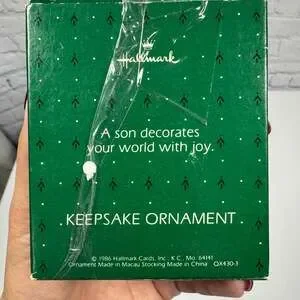 Hallmark
A son decorates
your world with joy.
KEEPSAKE ORNAMENT
© 1986 Hallmark Cards, Inc. K.C. Mo. 64141
Ornament Made in Macau Stocking Made in China QX430-3